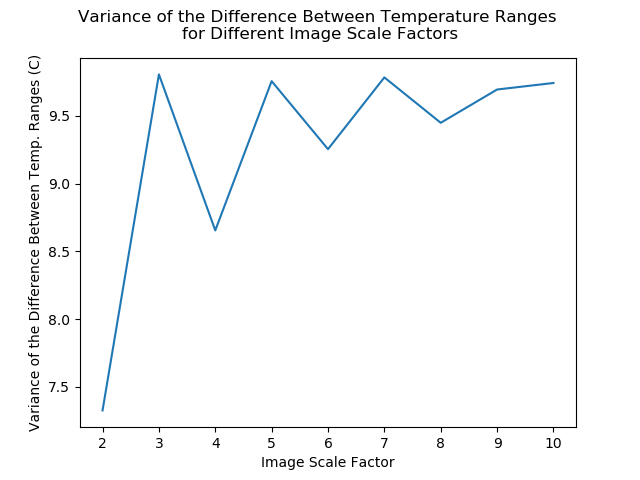 Variance of the Difference Between Temperature Ranges
for Different Image Scale Factors
Variance of the Difference Between Temp. Ranges (C)
9.5
9.0
8.5
8.0
7.5
2 3 4 5 6 7 8 9 10
Image Scale Factor